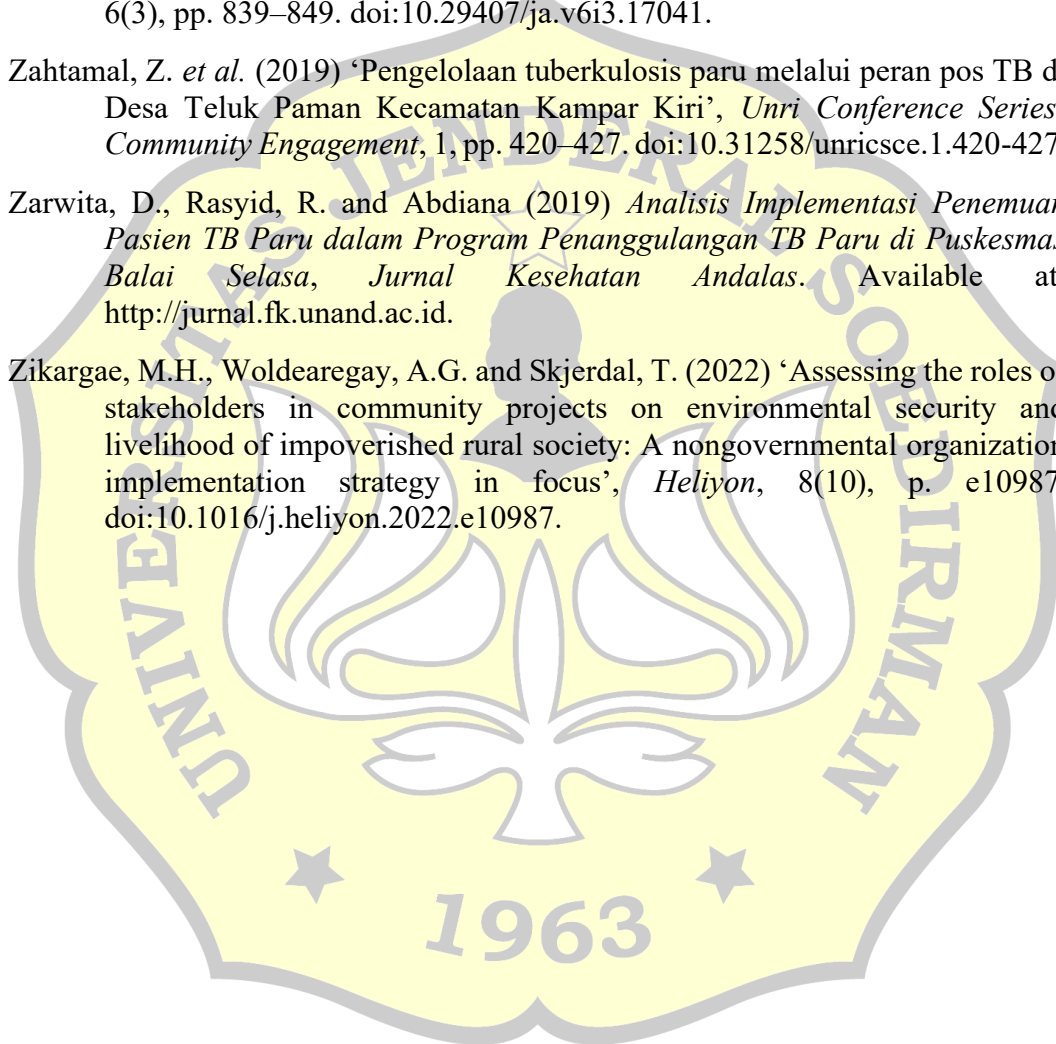 6(3), pp. 839–849. doi:10.29407/ja.v6i3.17041.
Zahtamal, Z. et al. (2019) ‘Pengelolaan tuberkulosis paru melalui peran pos TB d
Desa Teluk Paman Kecamatan Kampar Kiri’, Unri Conference Series
Community Engagement, 1, pp. 420–427. doi:10.31258/unricsce.1.420-427
Zarwita, D., Rasyid, R. and Abdiana (2019) Analisis Implementasi Penemuan
Pasien TB Paru dalam Program Penanggulangan TB Paru di Puskesmas
Balai Selasa, Jurnal Kesehatan Andalas. Available at
http://jurnal.fk.unand.ac.id.
Zikargae, M.H., Woldearegay, A.G. and Skjerdal, T. (2022) ‘Assessing the roles o
stakeholders in community projects on environmental security and
livelihood of impoverished rural society: A nongovernmental organization
implementation strategy in focus’, Heliyon, 8(10), p. e10987
doi:10.1016/j.heliyon.2022.e10987.
UNIVERSITAS JENDERAL SOEDIRMAN
1963